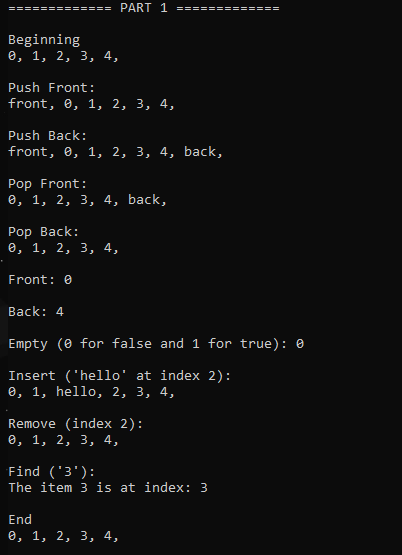 ============= PART 1 =============
Beginning
0, 1, 2, 3, 4,
Push Front:
front, 0, 1, 2, 3, 4,
Push Back:
front, 0, 1, 2, 3, 4, back,
Pop Front:
0, 1, 2, 3, 4, back,
Pop Back:
0, 1, 2, 3, 4,
Front: 0
Back: 4
Empty (0 for false and 1 for true): 0
Insert ('hello' at index 2):
0, 1, hello, 2, 3, 4,
Remove (index 2):
0, 1, 2, 3, 4,
Find ('3'):
The item 3 is at index: 3
End
0, 1, 2, 3, 4,